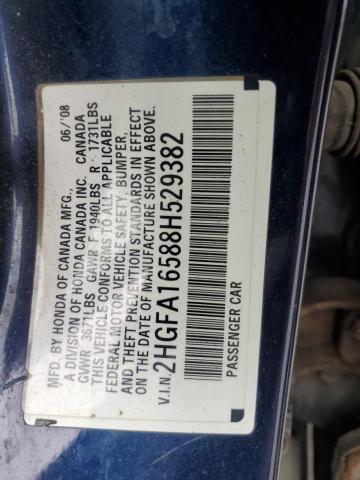 MFD. BY HONDA OF CANADA MFG., 06/'08
A DIVISION OF HONDA CANADA INC. CANADA
GVWR 3671LBS GAWR F 1940LBS R 1731LBS
THIS VEHICLE CONFORMS TO ALL APPLICABLE
FEDERAL MOTOR VEHICLE SAFETY, BUMPER,
AND THEFT PREVENTION STANDARDS IN EFFECT
ON THE DATE OF MANUFACTURE SHOWN ABOVE.
V.I.N. 2HGFA16588H529382
PASSENGER CAR